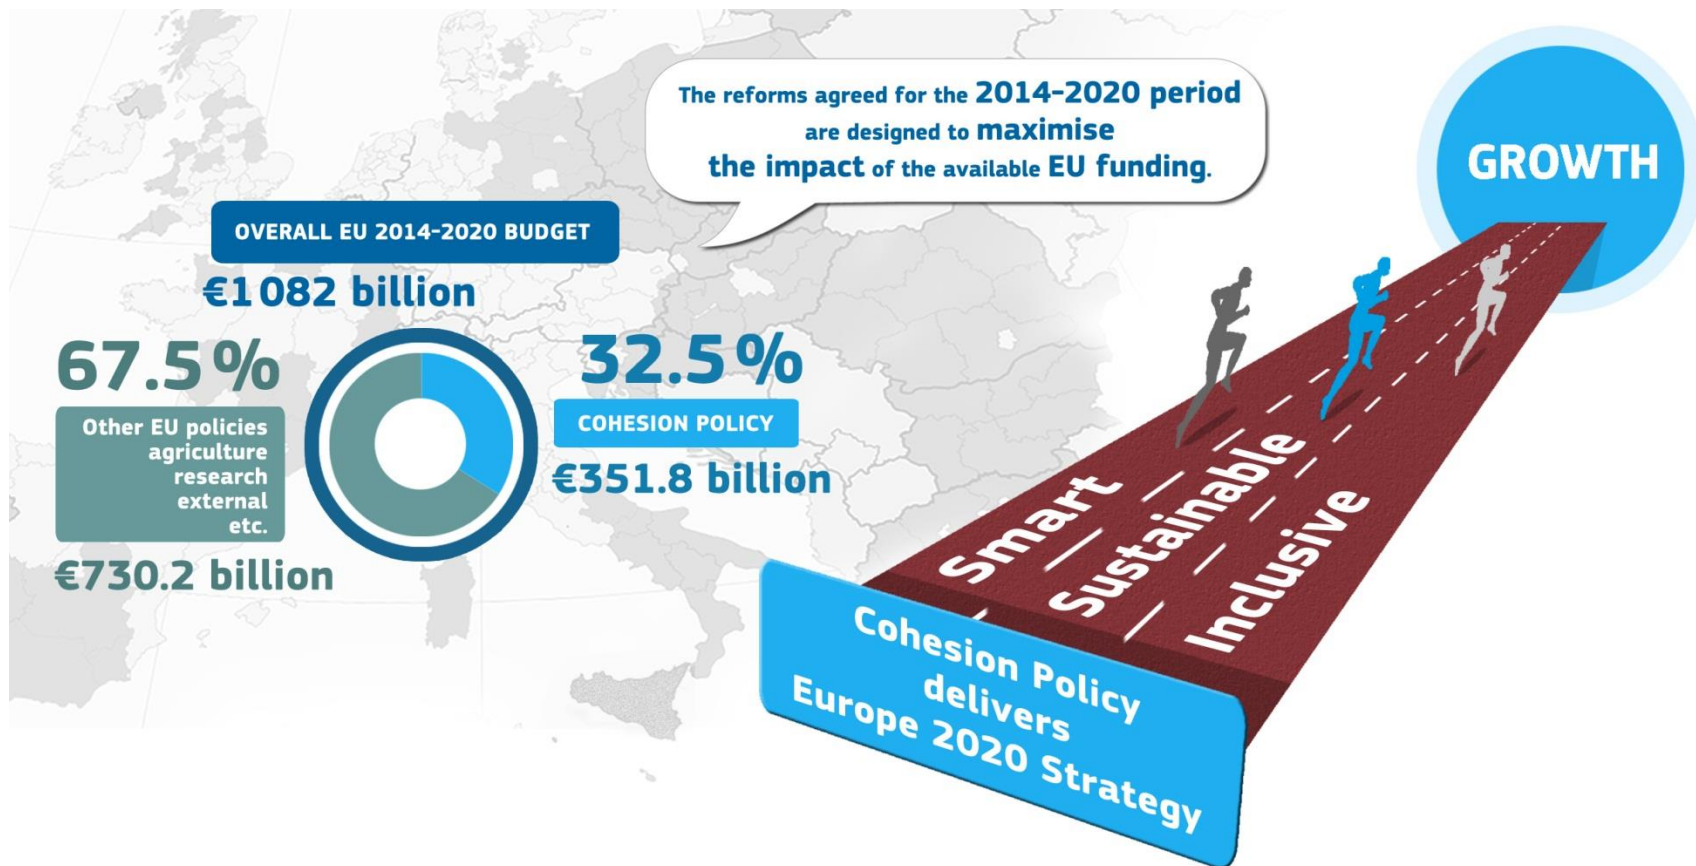 The reforms agreed for the 2014-2020 period
are designed to maximise
the impact of the available EU funding.
GROWTH
OVERALL EU 2014-2020 BUDGET
€1 082 billion
67.5%
Other EU policies
agriculture
research
external
etc.
€730.2 billion
32.5%
COHESION POLICY
€351.8 billion
Smart
Sustainable
Inclusive
Cohesion Policy
delivers
Europe 2020 Strategy